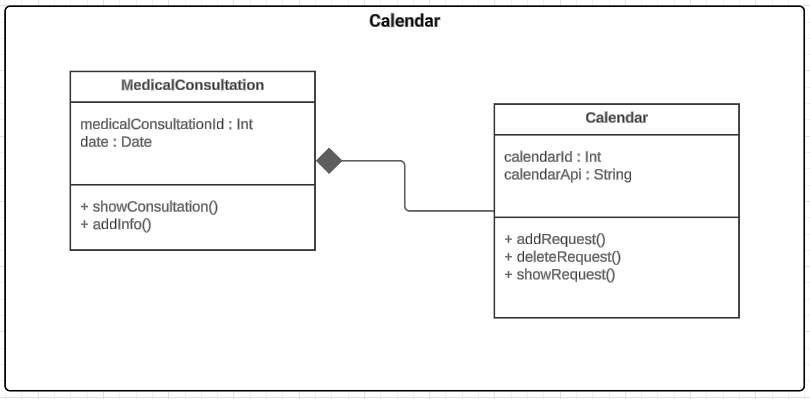 Calendar
MedicalConsultation
medicalConsultationId : Int
date : Date
+ showConsultation()
+ addInfo()
Calendar
calendarId : Int
calendarApi : String
+ addRequest()
+ deleteRequest()
+ showRequest()